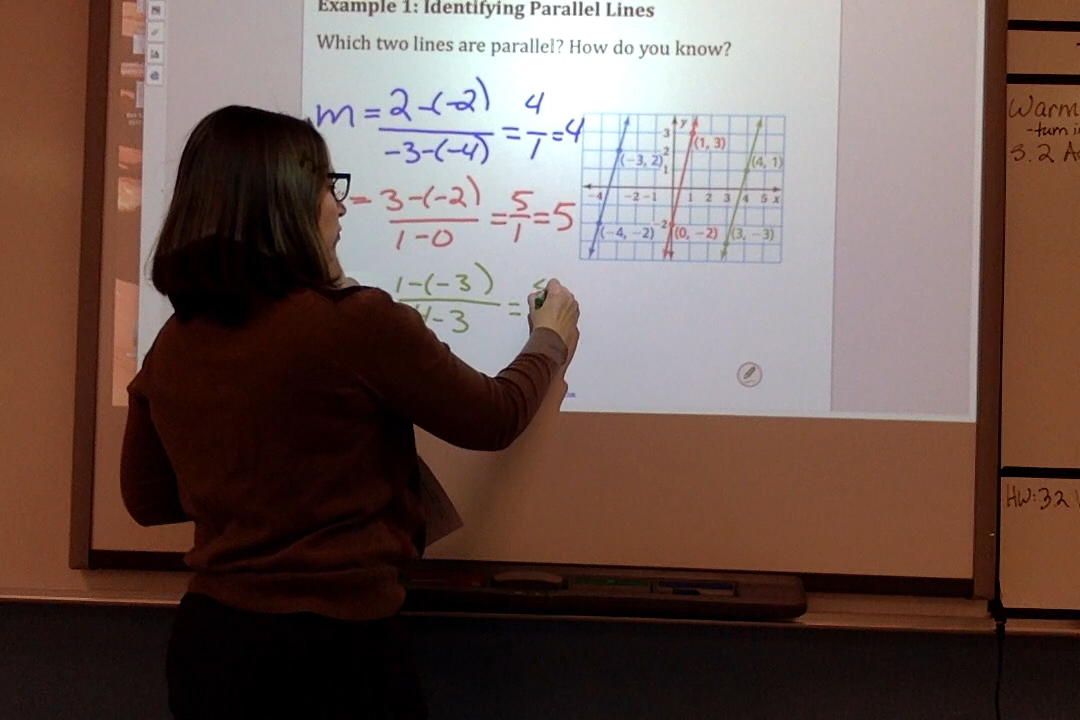 Example 1: Identifying Parallel Lines
Which two lines are parallel? How do you know?
m = 2-(-2) / -3-(-4) = 4/1 = 4
= 3-(-2) / 1-0 = 5/1 = 5
1-(-3) / 4-3 =
y
3
2
1
-4 -2 -1 1 2 3 4 5 x
-2
(-3, 2)
(1, 3)
(4, 1)
(-4, -2)
(0, -2)
(3, -3)
Warm
-turn in
3.2
HW: 3.2